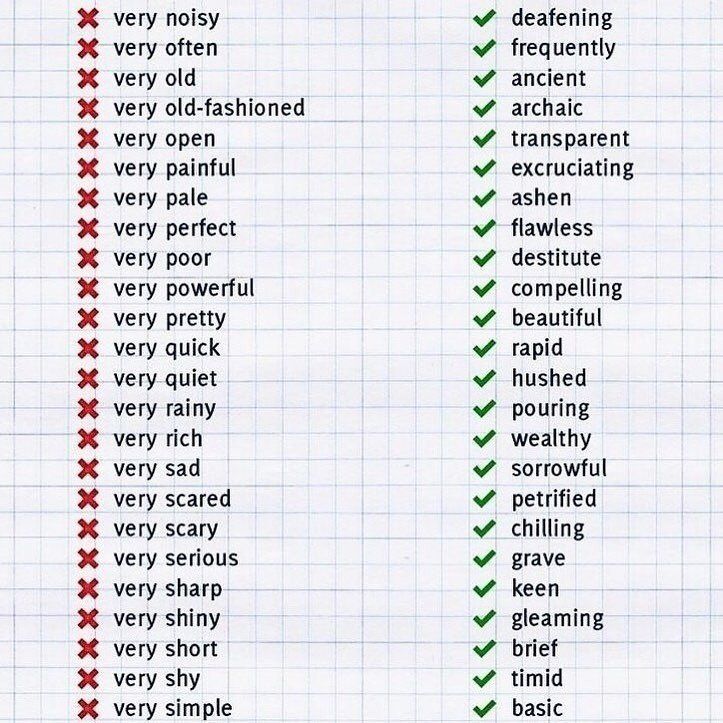 ❌ very noisy ✔ deafening
❌ very often ✔ frequently
❌ very old ✔ ancient
❌ very old-fashioned ✔ archaic
❌ very open ✔ transparent
❌ very painful ✔ excruciating
❌ very pale ✔ ashen
❌ very perfect ✔ flawless
❌ very poor ✔ destitute
❌ very powerful ✔ compelling
❌ very pretty ✔ beautiful
❌ very quick ✔ rapid
❌ very quiet ✔ hushed
❌ very rainy ✔ pouring
❌ very rich ✔ wealthy
❌ very sad ✔ sorrowful
❌ very scared ✔ petrified
❌ very scary ✔ chilling
❌ very serious ✔ grave
❌ very sharp ✔ keen
❌ very shiny ✔ gleaming
❌ very short ✔ brief
❌ very shy ✔ timid
❌ very simple ✔ basic